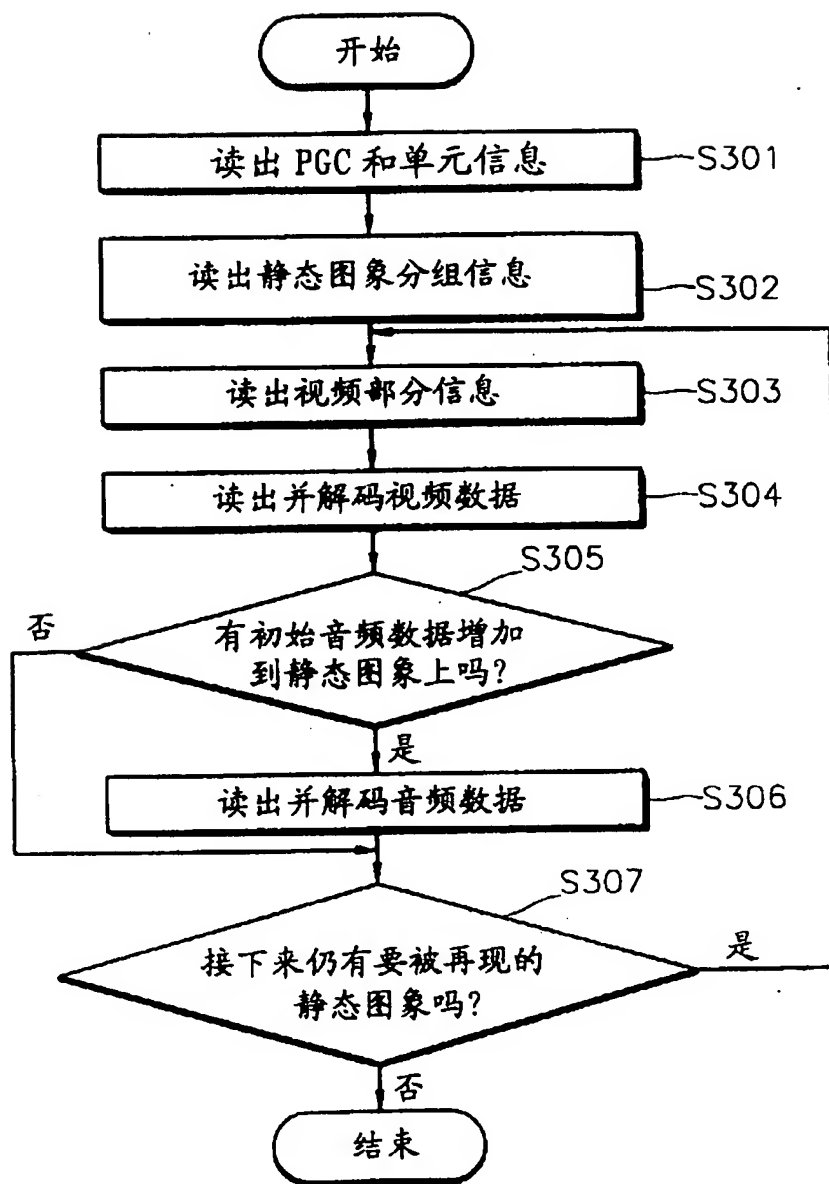 开始
读出 PGC 和单元信息
S301
读出静态图象分组信息
S302
读出视频部分信息
S303
读出并解码视频数据
S304
S305
否
有初始音频数据增加
到静态图象上吗?
是
读出并解码音频数据
S306
S307
接下来仍有要被再现的
静态图象吗?
是
否
结束